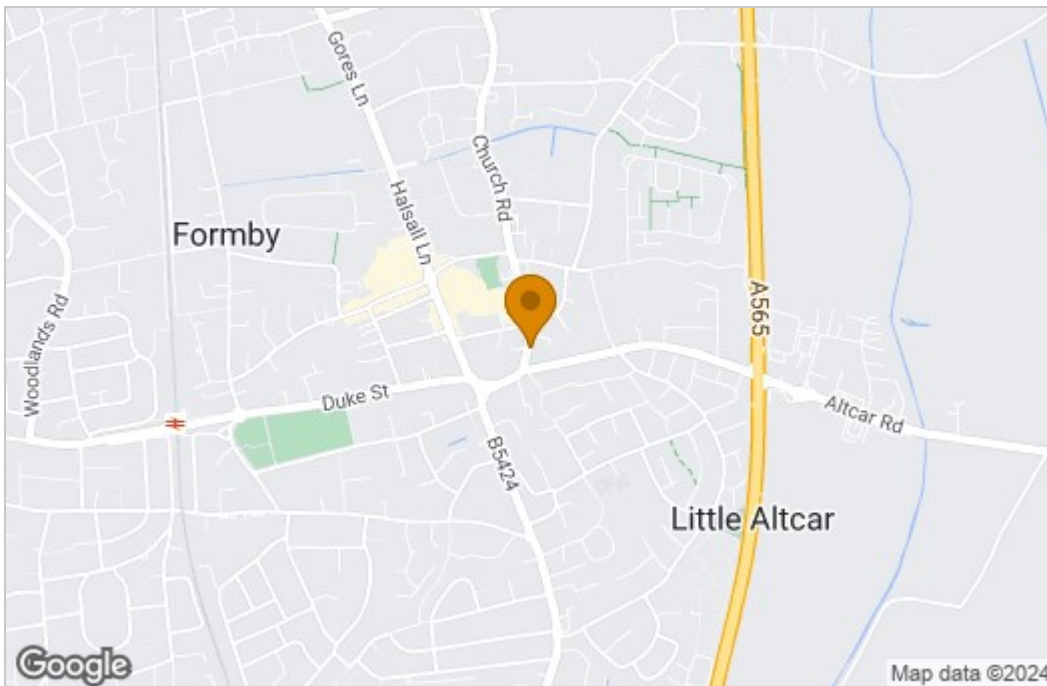 Gores Ln
Church Rd
Halsall Ln
Formby
Woodlands Rd
A565
Duke St
Altcar Rd
B5424
Little Altcar
Google
Map data ©2024